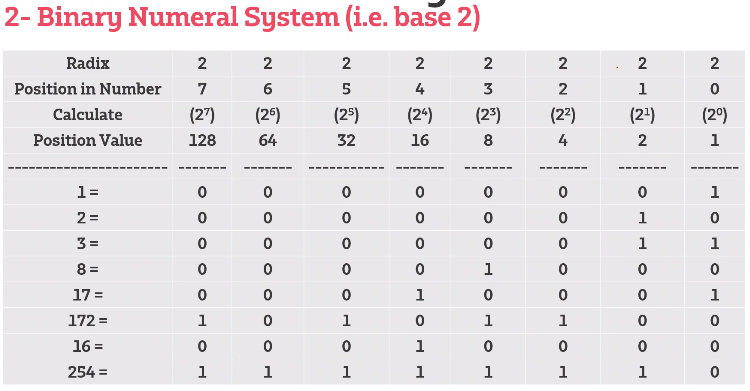 2- Binary Numeral System (i.e. base 2)
Radix 2 2 2 2 2 2 2 2
Position in Number 7 6 5 4 3 2 1 0
Calculate (2⁷) (2⁶) (2⁵) (2⁴) (2³) (2²) (2¹) (2⁰)
Position Value 128 64 32 16 8 4 2 1
----------------------- ------- ------- ----------- ------- ------- ------- ------- -------
1 = 0 0 0 0 0 0 0 1
2 = 0 0 0 0 0 0 1 0
3 = 0 0 0 0 0 0 1 1
8 = 0 0 0 0 1 0 0 0
17 = 0 0 0 1 0 0 0 1
172 = 1 0 1 0 1 1 0 0
16 = 0 0 0 1 0 0 0 0
254 = 1 1 1 1 1 1 1 0